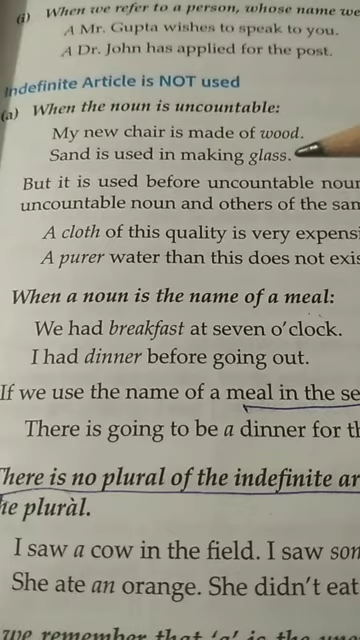 (i) When we refer to a person, whose name we
A Mr. Gupta wishes to speak to you.
A Dr. John has applied for the post.
Indefinite Article is NOT used
(a) When the noun is uncountable:
My new chair is made of wood.
Sand is used in making glass.
But it is used before uncountable noun
uncountable noun and others of the sam
A cloth of this quality is very expensi
A purer water than this does not exis
When a noun is the name of a meal:
We had breakfast at seven o'clock.
I had dinner before going out.
If we use the name of a meal in the se
There is going to be a dinner for th
There is no plural of the indefinite ar
he plural.
I saw a cow in the field. I saw som
She ate an orange. She didn't eat
we remember that 'a' is the